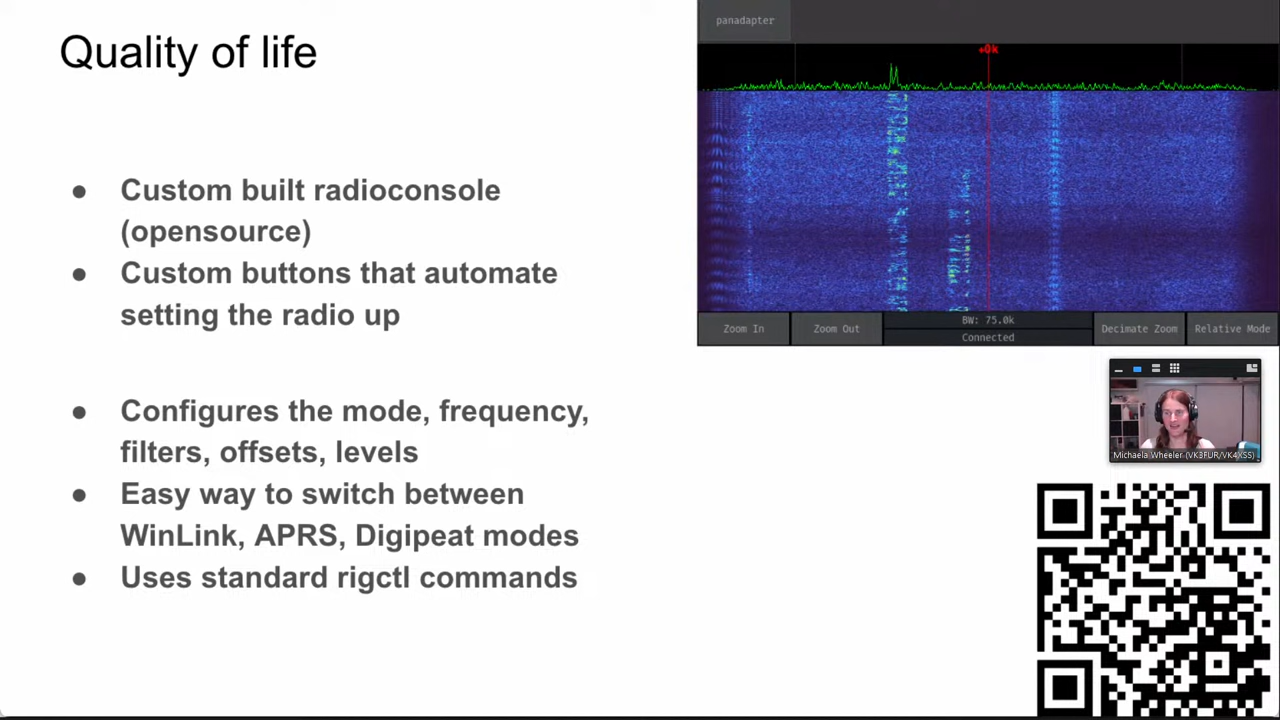 Quality of life
● Custom built radioconsole
(opensource)
● Custom buttons that automate
setting the radio up
● Configures the mode, frequency,
filters, offsets, levels
● Easy way to switch between
WinLink, APRS, Digipeat modes
● Uses standard rigctl commands
panadapter
+0k
Zoom In
Zoom Out
BW: 75.0k
Connected
Decimate Zoom
Relative Mode
Michaela Wheeler (VK3FUR/VK4XSS)